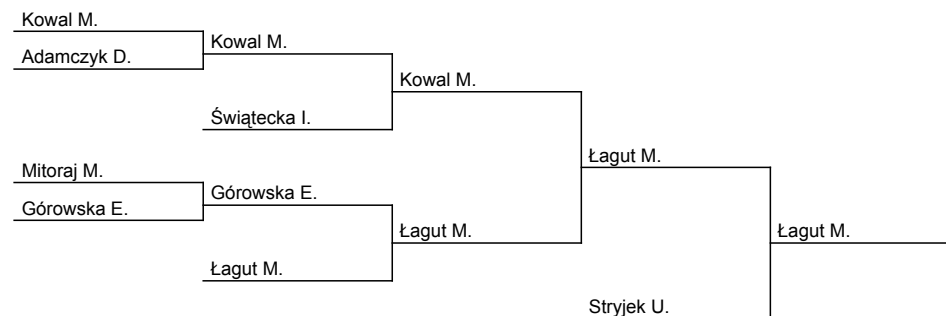 Kowal M.
Adamczyk D.
Kowal M.
Kowal M.
Świątecka I.
Łagut M.
Mitoraj M.
Górowska E.
Górowska E.
Łagut M.
Łagut M.
Łagut M.
Stryjek U.